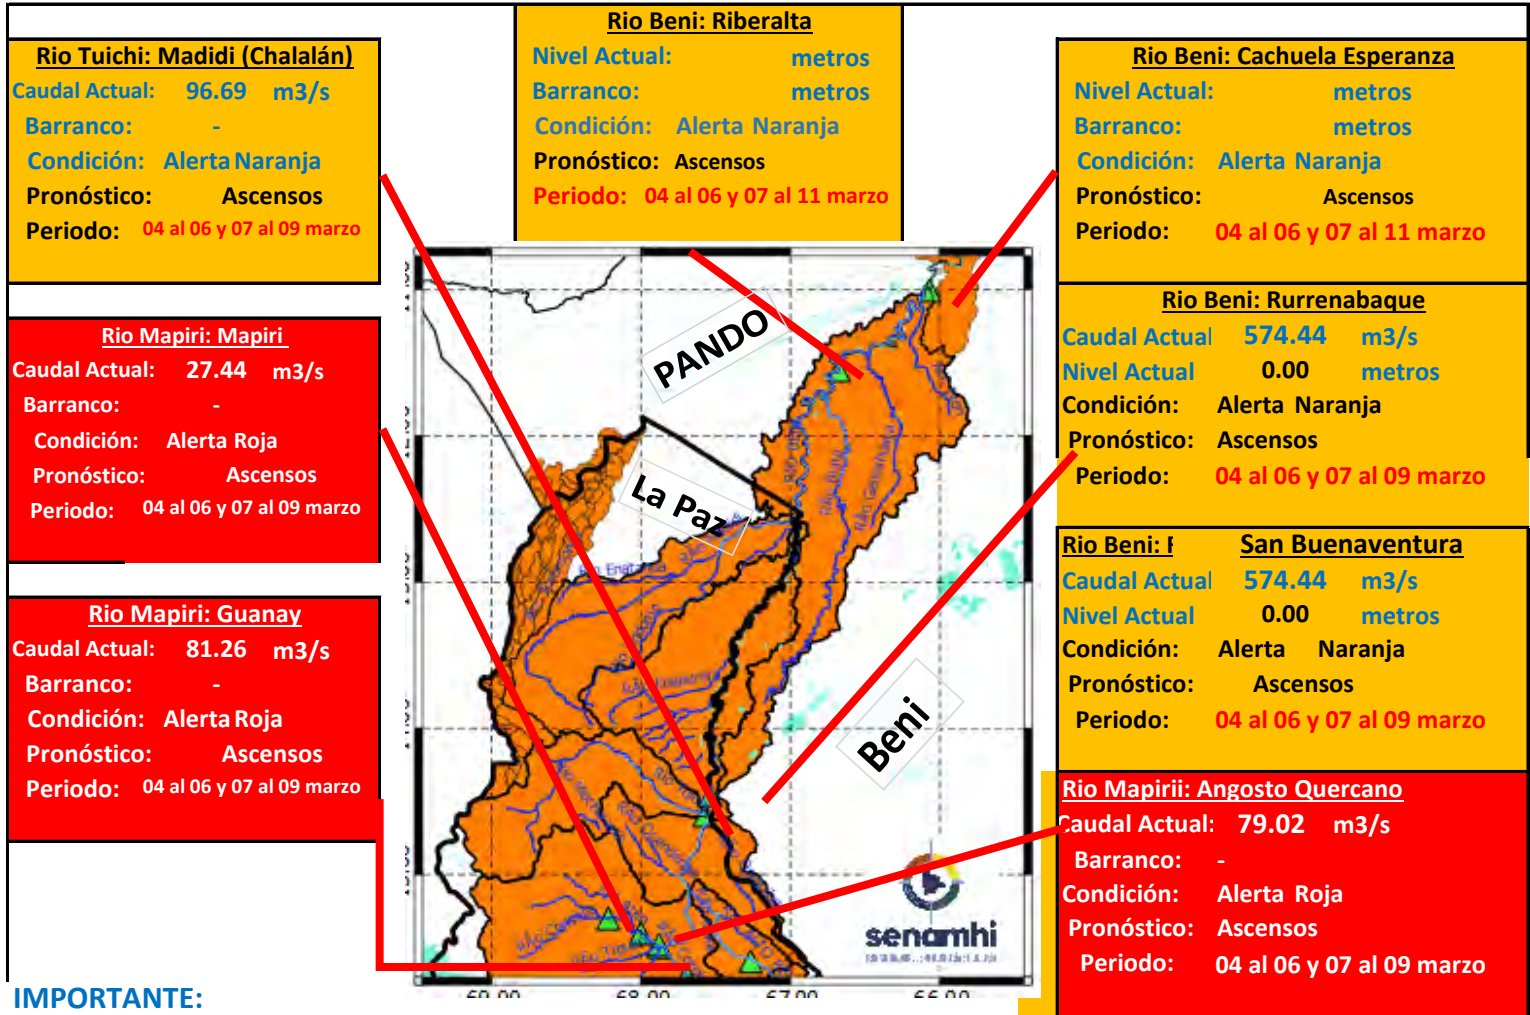 Rio Beni: Riberalta
Nivel Actual: metros
Barranco: metros
Condición: Alerta Naranja
Pronóstico: Ascensos
Periodo: 04 al 06 y 07 al 11 marzo
Rio Tuichi: Madidi (Chalalán)
Caudal Actual: 96.69 m3/s
Barranco: -
Condición: Alerta Naranja
Pronóstico: Ascensos
Periodo: 04 al 06 y 07 al 09 marzo
Rio Mapiri: Mapiri
Caudal Actual: 27.44 m3/s
Barranco: -
Condición: Alerta Roja
Pronóstico: Ascensos
Periodo: 04 al 06 y 07 al 09 marzo
Rio Mapiri: Guanay
Caudal Actual: 81.26 m3/s
Barranco: -
Condición: Alerta Roja
Pronóstico: Ascensos
Periodo: 04 al 06 y 07 al 09 marzo
PANDO
La Paz
Beni
senamhi
69.00 68.00 67.00 66.00
Rio Beni: Cachuela Esperanza
Nivel Actual: metros
Barranco: metros
Condición: Alerta Naranja
Pronóstico: Ascensos
Periodo: 04 al 06 y 07 al 11 marzo
Rio Beni: Rurrenabaque
Caudal Actual 574.44 m3/s
Nivel Actual 0.00 metros
Condición: Alerta Naranja
Pronóstico: Ascensos
Periodo: 04 al 06 y 07 al 09 marzo
Rio Beni: San Buenaventura
Caudal Actual 574.44 m3/s
Nivel Actual 0.00 metros
Condición: Alerta Naranja
Pronóstico: Ascensos
Periodo: 04 al 06 y 07 al 09 marzo
Rio Mapirii: Angosto Quercano
Caudal Actual: 79.02 m3/s
Barranco: -
Condición: Alerta Roja
Pronóstico: Ascensos
Periodo: 04 al 06 y 07 al 09 marzo
IMPORTANTE: